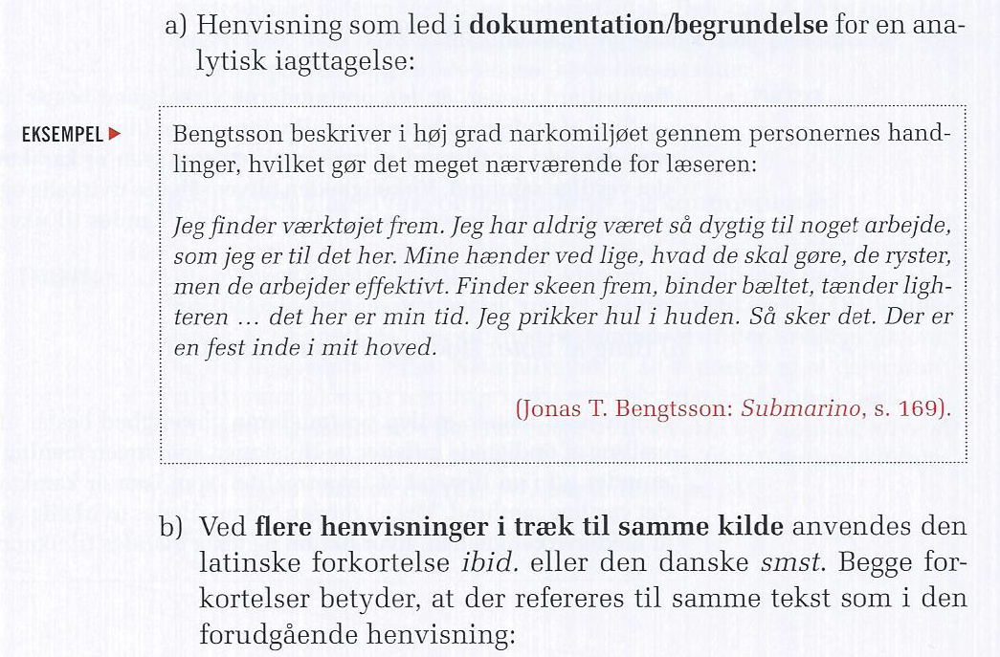 a) Henvisning som led i dokumentation/begrundelse for en ana-
lytisk iagttagelse:
EKSEMPEL ▶
Bengtsson beskriver i høj grad narkomiljøet gennem personernes hand-
linger, hvilket gør det meget nærværende for læseren:
Jeg finder værktøjet frem. Jeg har aldrig været så dygtig til noget arbejde,
som jeg er til det her. Mine hænder ved lige, hvad de skal gøre, de ryster,
men de arbejder effektivt. Finder skeen frem, binder bæltet, tænder ligh-
teren … det her er min tid. Jeg prikker hul i huden. Så sker det. Der er
en fest inde i mit hoved.
(Jonas T. Bengtsson: Submarino, s. 169).
b) Ved flere henvisninger i træk til samme kilde anvendes den
latinske forkortelse ibid. eller den danske smst. Begge for-
kortelser betyder, at der refereres til samme tekst som i den
forudgående henvisning: